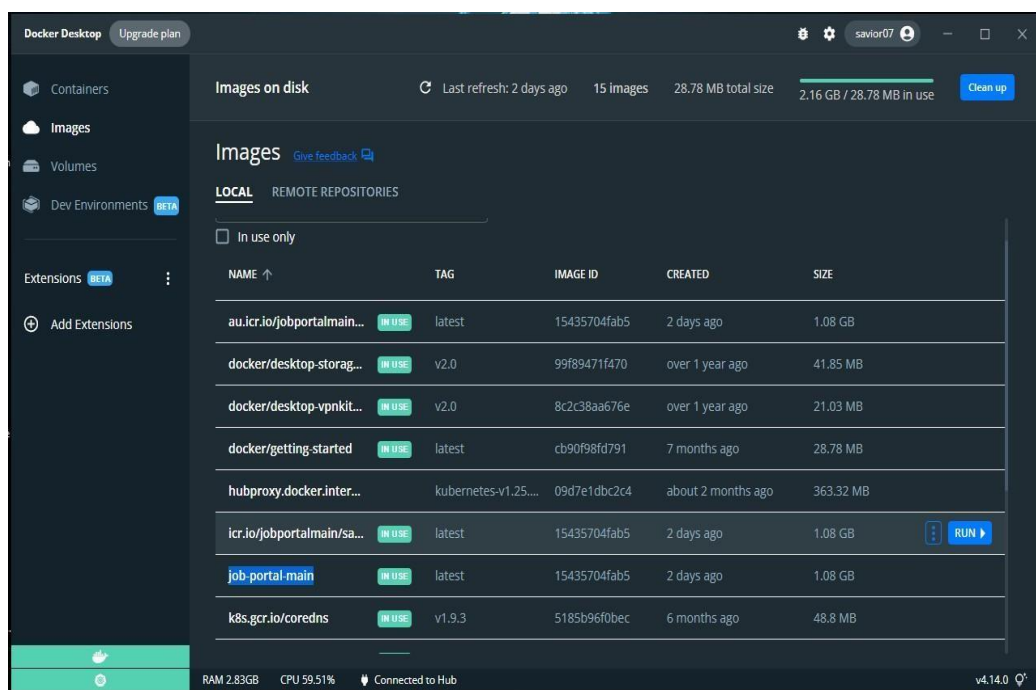 Docker Desktop Upgrade plan savior07
Containers
Images
Volumes
Dev Environments BETA
Extensions BETA
Add Extensions
Images on disk Last refresh: 2 days ago 15 images 28.78 MB total size 2.16 GB / 28.78 MB in use Clean up
Images Give feedback
LOCAL REMOTE REPOSITORIES
In use only
NAME TAG IMAGE ID CREATED SIZE
au.icr.io/jobportalmain... IN USE latest 15435704fab5 2 days ago 1.08 GB
docker/desktop-storag... IN USE v2.0 99f89471f470 over 1 year ago 41.85 MB
docker/desktop-vpnkit... IN USE v2.0 8c2c38aa676e over 1 year ago 21.03 MB
docker/getting-started IN USE latest cb90f98fd791 7 months ago 28.78 MB
hubproxy.docker.inter... kubernetes-v1.25.... 09d7e1dbc2c4 about 2 months ago 363.32 MB
icr.io/jobportalmain/sa... IN USE latest 15435704fab5 2 days ago 1.08 GB RUN
job-portal-main IN USE latest 15435704fab5 2 days ago 1.08 GB
k8s.gcr.io/coredns IN USE v1.9.3 5185b96f0bec 6 months ago 48.8 MB
RAM 2.83GB CPU 59.51% Connected to Hub v4.14.0